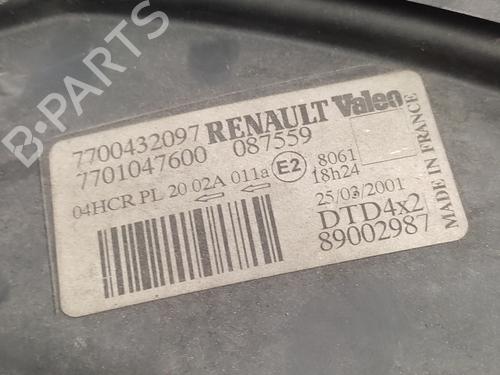 7700432097 RENAULT Valeo
7701047600 087559
04HCR PL 20 02A 011a E2 8061
18h24
25/03/2001
DTD4x2
89002987
MADE IN FRANCE
B-PARTS